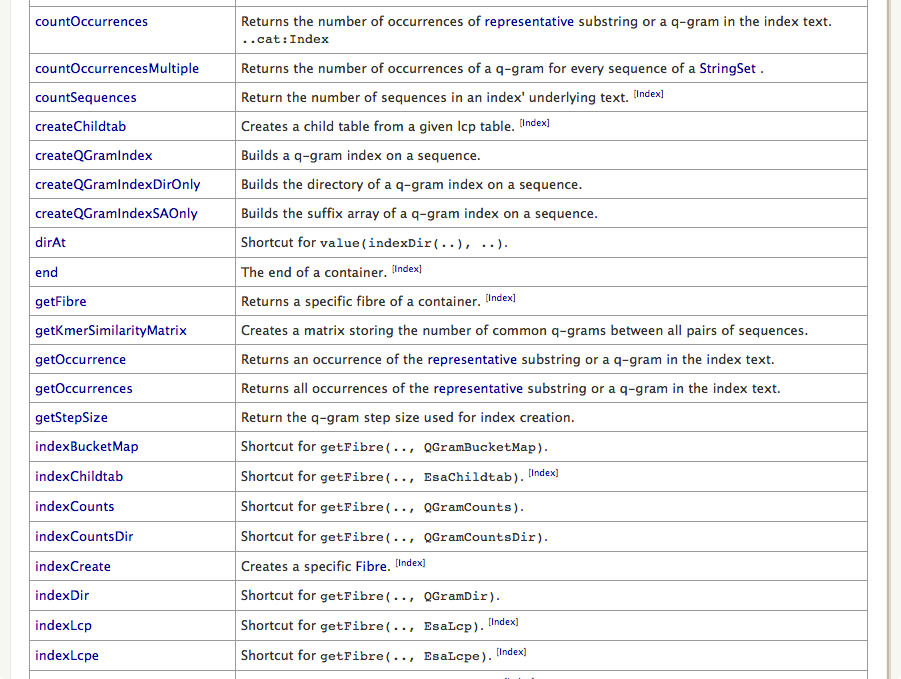 countOccurrences Returns the number of occurrences of representative substring or a q-gram in the index text.
..cat:Index
countOccurrencesMultiple Returns the number of occurrences of a q-gram for every sequence of a StringSet .
countSequences Return the number of sequences in an index' underlying text. [Index]
createChildtab Creates a child table from a given lcp table. [Index]
createQGramIndex Builds a q-gram index on a sequence.
createQGramIndexDirOnly Builds the directory of a q-gram index on a sequence.
createQGramIndexSAOnly Builds the suffix array of a q-gram index on a sequence.
dirAt Shortcut for value(indexDir(..), ..).
end The end of a container. [Index]
getFibre Returns a specific fibre of a container. [Index]
getKmerSimilarityMatrix Creates a matrix storing the number of common q-grams between all pairs of sequences.
getOccurrence Returns an occurrence of the representative substring or a q-gram in the index text.
getOccurrences Returns all occurrences of the representative substring or a q-gram in the index text.
getStepSize Return the q-gram step size used for index creation.
indexBucketMap Shortcut for getFibre(.., QGramBucketMap).
indexChildtab Shortcut for getFibre(.., EsaChildtab). [Index]
indexCounts Shortcut for getFibre(.., QGramCounts).
indexCountsDir Shortcut for getFibre(.., QGramCountsDir).
indexCreate Creates a specific Fibre. [Index]
indexDir Shortcut for getFibre(.., QGramDir).
indexLcp Shortcut for getFibre(.., EsaLcp). [Index]
indexLcpe Shortcut for getFibre(.., EsaLcpe). [Index]